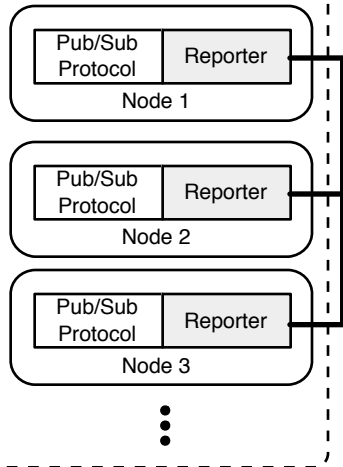 Pub/Sub
Protocol
Reporter
Node 1
Pub/Sub
Protocol
Reporter
Node 2
Pub/Sub
Protocol
Reporter
Node 3